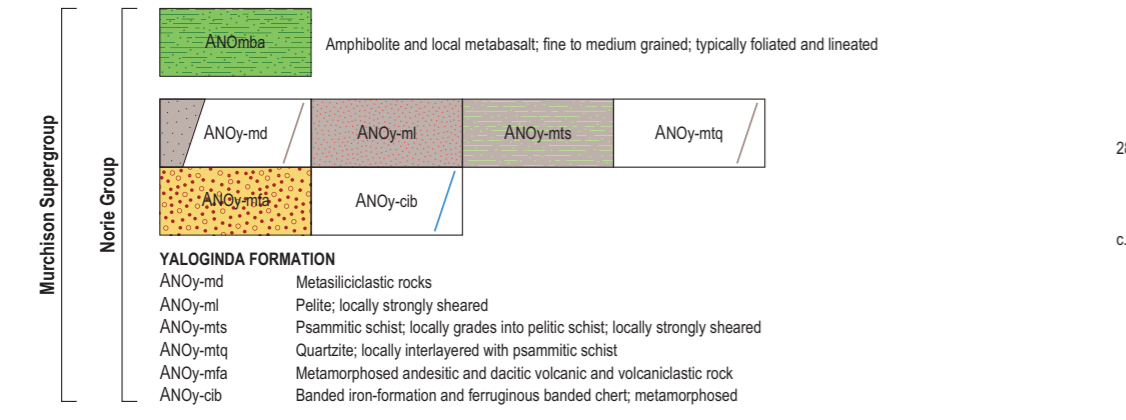 ANOmba Amphibolite and local metabasalt; fine to medium grained; typically foliated and lineated
Murchison Supergroup
Norie Group
ANOy-md ANOy-ml ANOy-mts ANOy-mtq
28
ANOy-mfa ANOy-cib
c.
YALOGINDA FORMATION
ANOy-md Metasiliciclastic rocks
ANOy-ml Pelite; locally strongly sheared
ANOy-mts Psammitic schist; locally grades into pelitic schist; locally strongly sheared
ANOy-mtq Quartzite; locally interlayered with psammitic schist
ANOy-mfa Metamorphosed andesitic and dacitic volcanic and volcaniclastic rock
ANOy-cib Banded iron-formation and ferruginous banded chert; metamorphosed